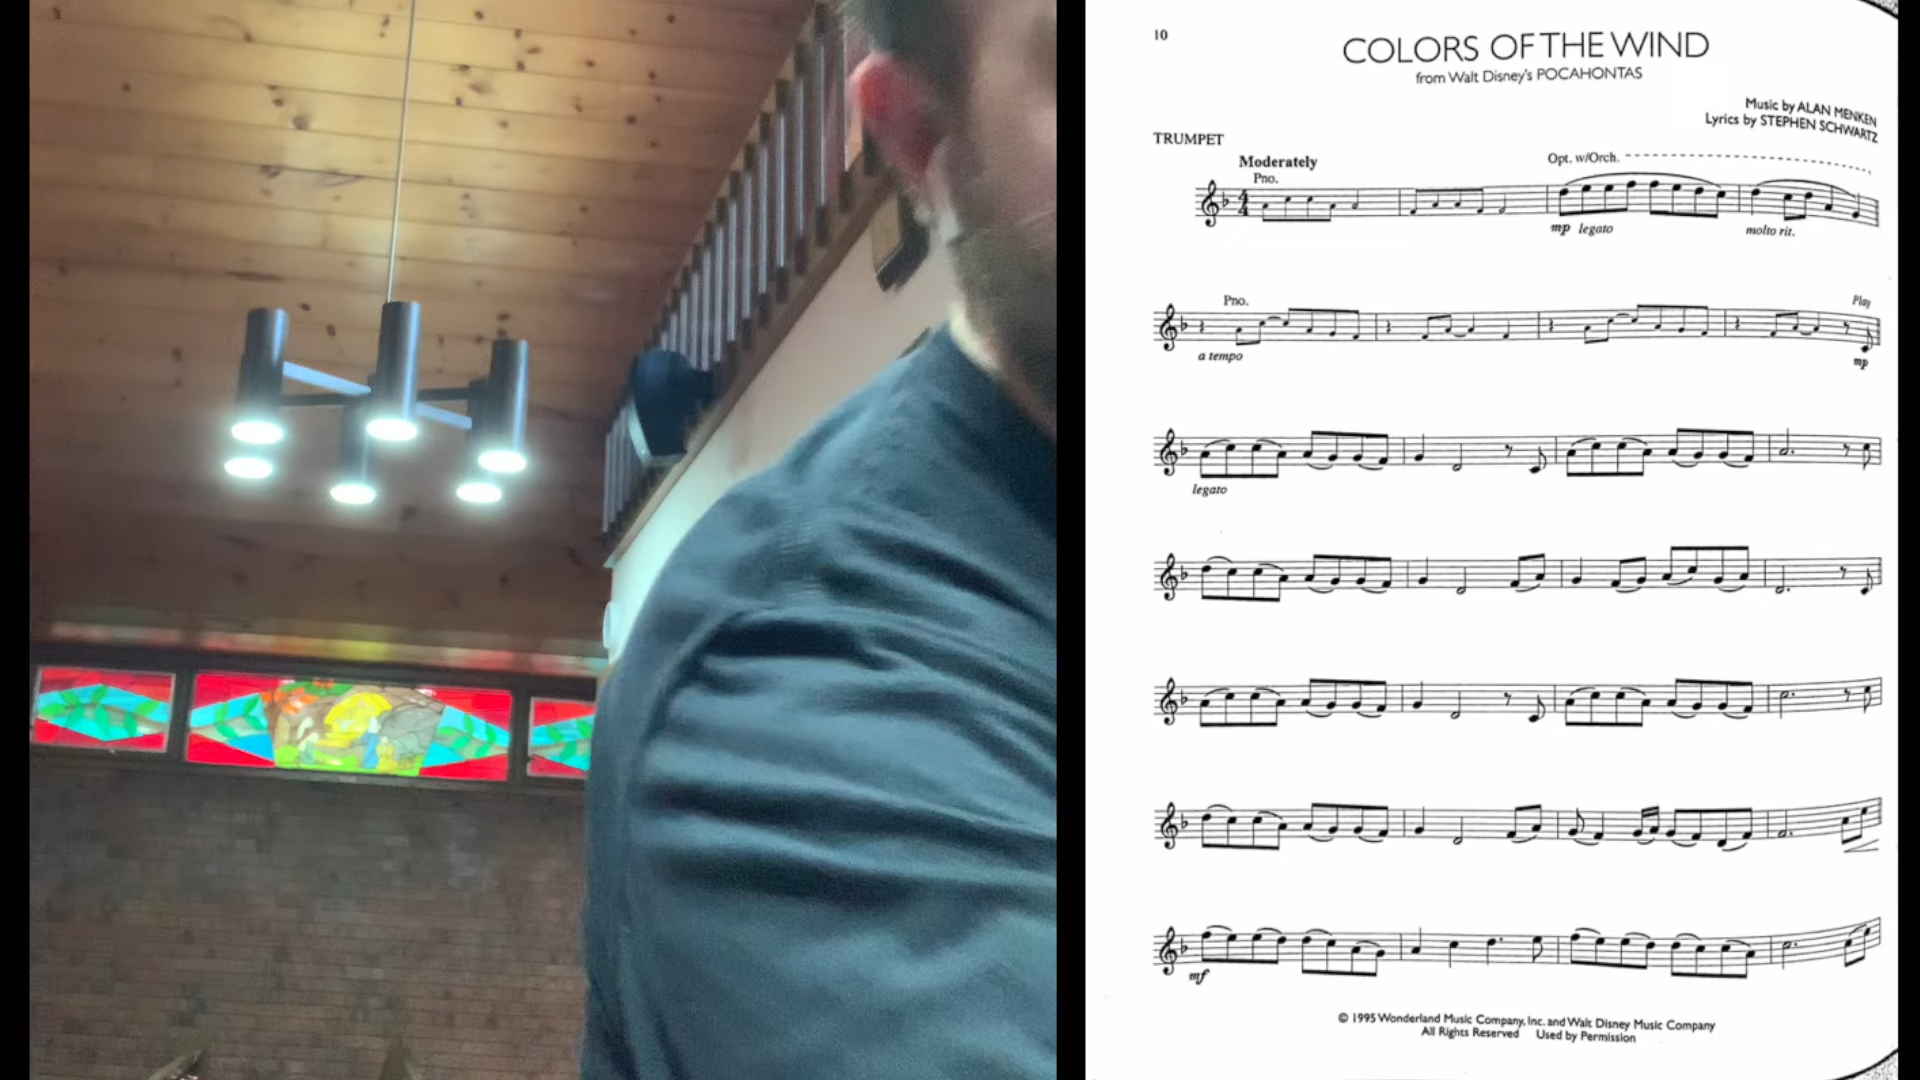 10
COLORS OF THE WIND
from Walt Disney's POCAHONTAS
Music by ALAN MENKEN
Lyrics by STEPHEN SCHWARTZ
TRUMPET
Moderately
Opt. w/Orch.
Pno.
mp legato
molto rit.
Pno.
Play
a tempo
mp
legato
mf
© 1995 Wonderland Music Company, Inc. and Walt Disney Music Company
All Rights Reserved Used by Permission